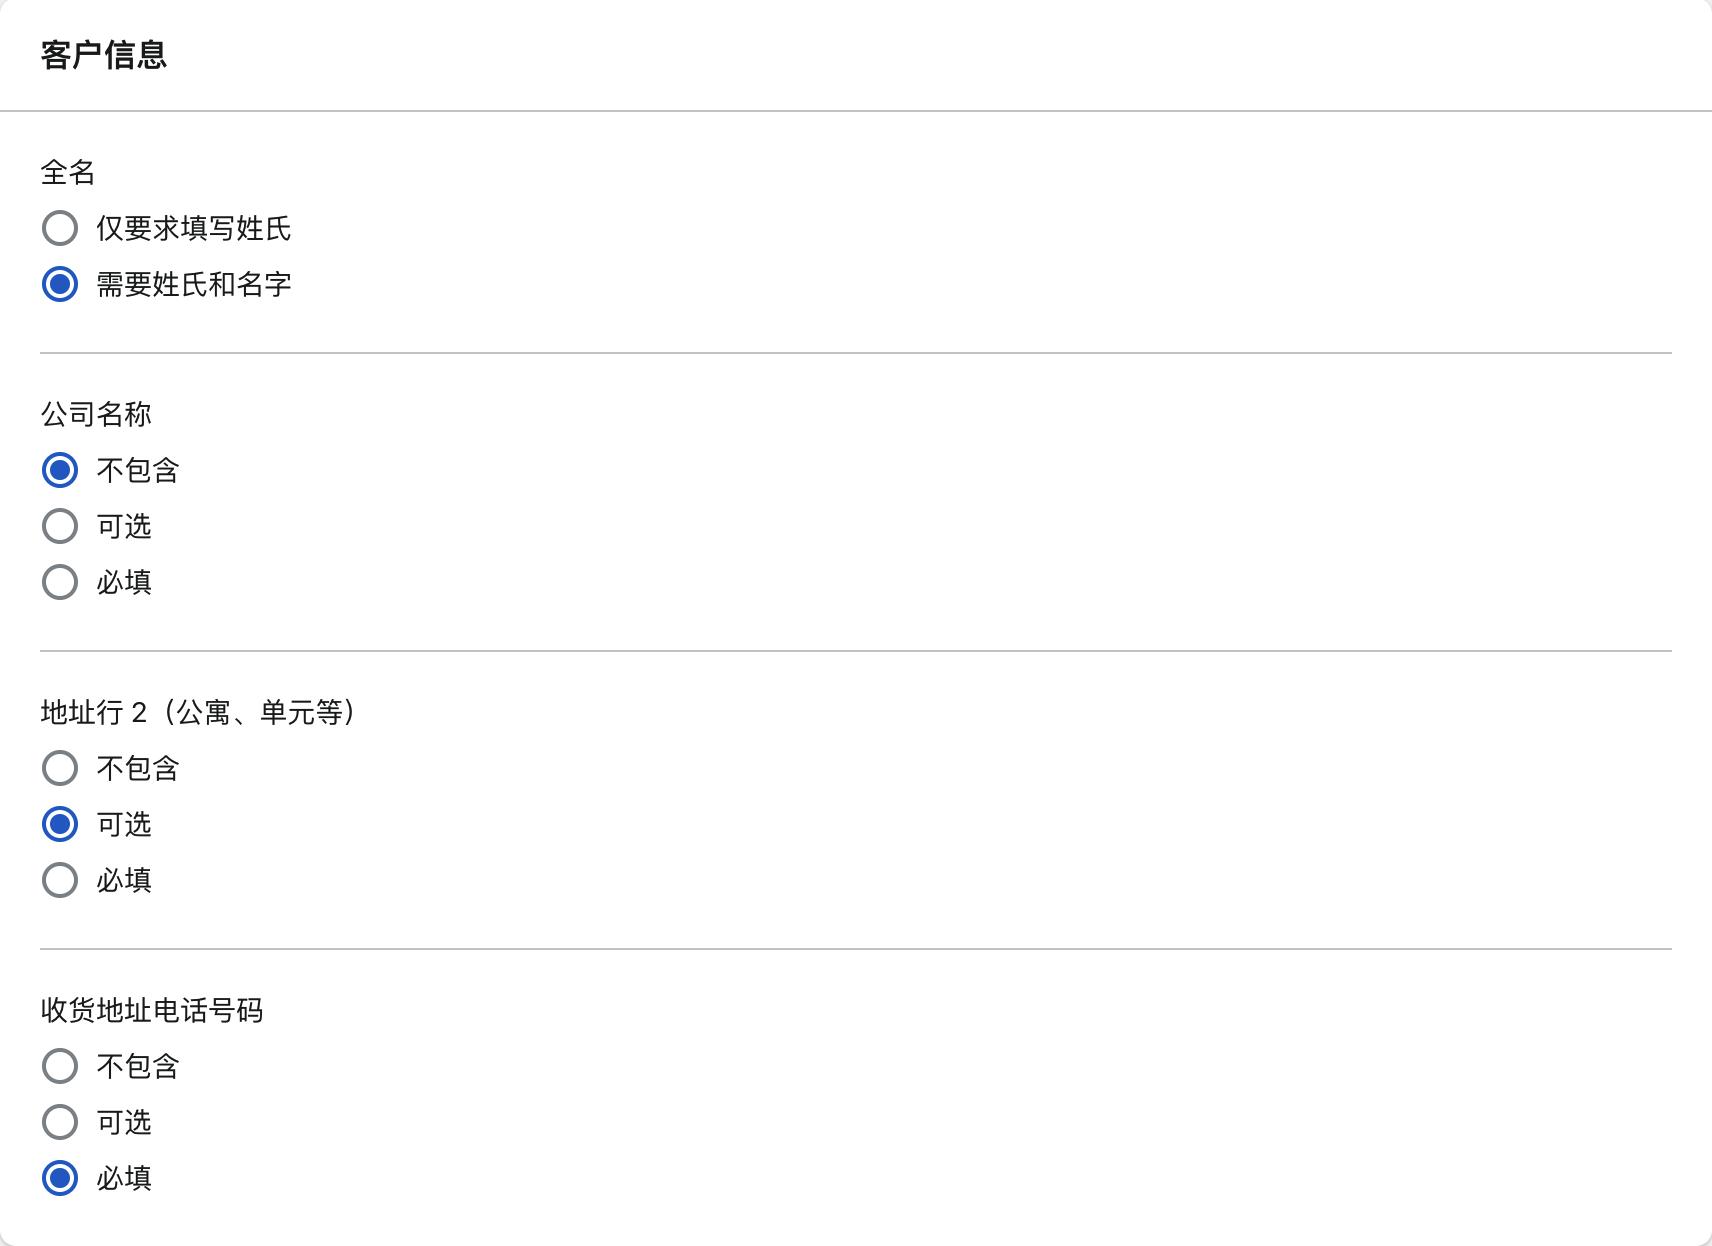 客户信息
全名
仅要求填写姓氏
需要姓氏和名字
公司名称
不包含
可选
必填
地址行 2（公寓、单元等）
不包含
可选
必填
收货地址电话号码
不包含
可选
必填